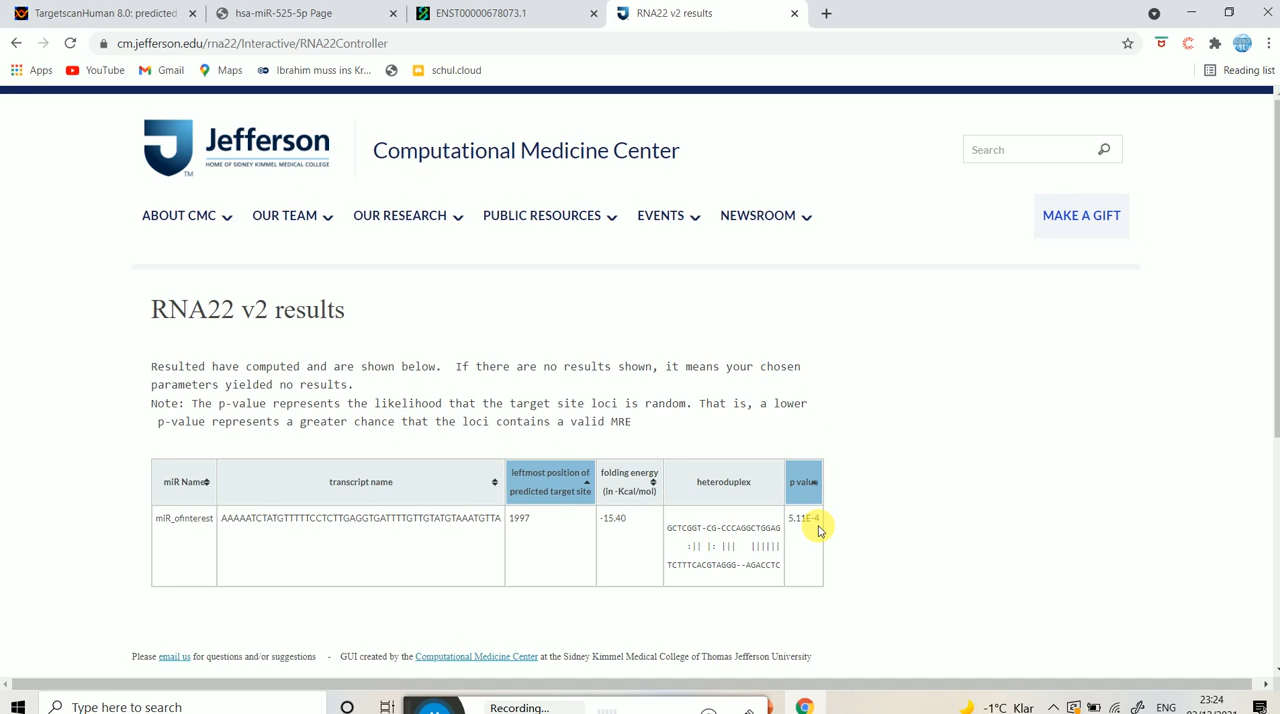 TargetscanHuman 8.0: predicted
hsa-miR-525-5p Page
ENST00000678073.1
RNA22 v2 results
cm.jefferson.edu/rna22/Interactive/RNA22Controller
Apps
YouTube
Gmail
Maps
Ibrahim muss ins Kr...
schul.cloud
Reading list
Jefferson
HOME OF SIDNEY KIMMEL MEDICAL COLLEGE
TM
Computational Medicine Center
Search
ABOUT CMC
OUR TEAM
OUR RESEARCH
PUBLIC RESOURCES
EVENTS
NEWSROOM
MAKE A GIFT
RNA22 v2 results
Resulted have computed and are shown below. If there are no results shown, it means your chosen
parameters yielded no results.
Note: The p-value represents the likelihood that the target site loci is random. That is, a lower
p-value represents a greater chance that the loci contains a valid MRE
miR Name
transcript name
leftmost position of
predicted target site
folding energy
(in -Kcal/mol)
heteroduplex
p value
miR_ofinterest
AAAAATCTATGTTTTTCCTCTTGAGGTGATTTTGTTGTATGTAAATGTTA
1997
-15.40
GCTCGGT-CG-CCCAGGCTGGAG
:|| |: ||| ||||||
TCTTTCACGTAGGG--AGACCTC
5.11E-4
Please email us for questions and/or suggestions - GUI created by the Computational Medicine Center at the Sidney Kimmel Medical College of Thomas Jefferson University
Type here to search
Recording...
-1°C Klar
ENG
23:24